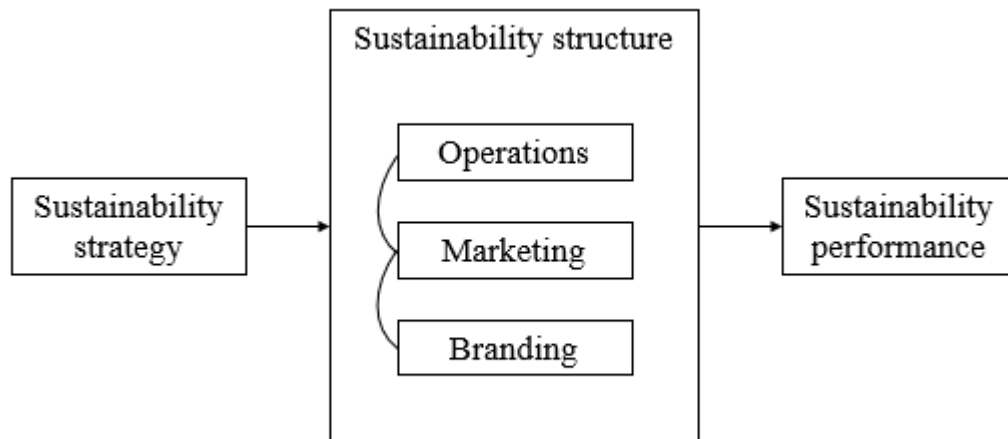 Sustainability structure
Operations
Sustainability
strategy
Marketing
Sustainability
performance
Branding